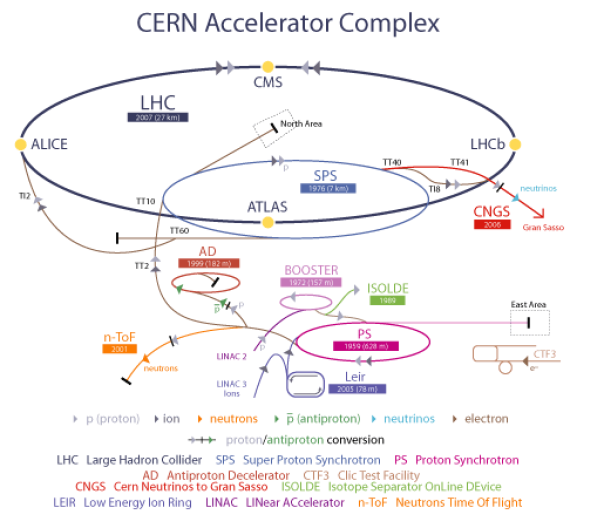 CERN Accelerator Complex
CMS
LHC
2007 (27 km)
North Area
ALICE
LHCb
TT40
TT41
SPS
1976 (7 km)
p
TI8
neutrinos
TI2
TT10
ATLAS
CNGS
2006
Gran Sasso
TT60
AD
1999 (182 m)
TT2
BOOSTER
1972 (157 m)
ISOLDE
1989
p
p̅
East Area
n-ToF
2001
PS
1959 (628 m)
LINAC 2
p
neutrons
CTF3
e-
LINAC 3
Ions
Leir
2005 (78 m)
p (proton)
ion
neutrons
p̅ (antiproton)
neutrinos
electron
proton/antiproton conversion
LHC Large Hadron Collider SPS Super Proton Synchrotron PS Proton Synchrotron
AD Antiproton Decelerator CTF3 Clic Test Facility
CNGS Cern Neutrinos to Gran Sasso ISOLDE Isotope Separator OnLine DEvice
LEIR Low Energy Ion Ring LINAC LINear ACcelerator n-ToF Neutrons Time Of Flight